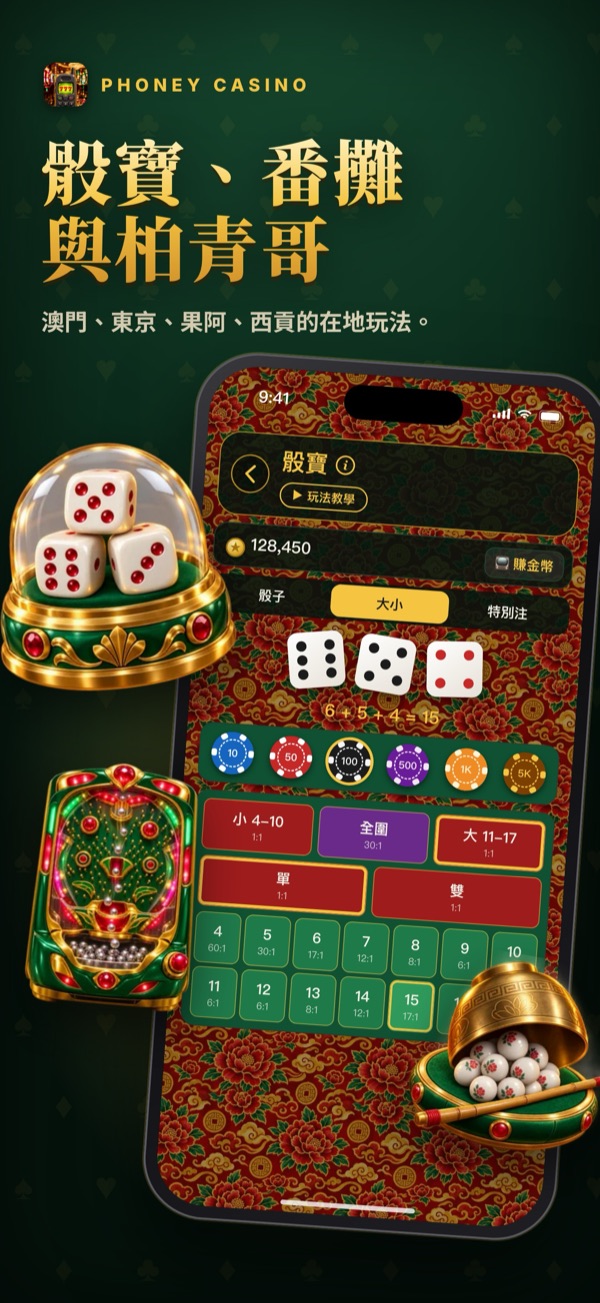 PHONEY CASINO
骰寶、番攤
與柏青哥
澳門、東京、果阿、西貢的在地玩法。
9:41
骰寶 i
玩法教學
128,450
賺金幣
骰子 大小 特別注
6 + 5 + 4 = 15
10 50 100 500 1K 5K
小 4–10 全圍 大 11–17
1:1 30:1 1:1
單 雙
1:1 1:1
4 5 6 7 8 9 10
60:1 30:1 17:1 12:1 8:1 6:1
11 12 13 14 15
6:1 6:1 8:1 12:1 17:1